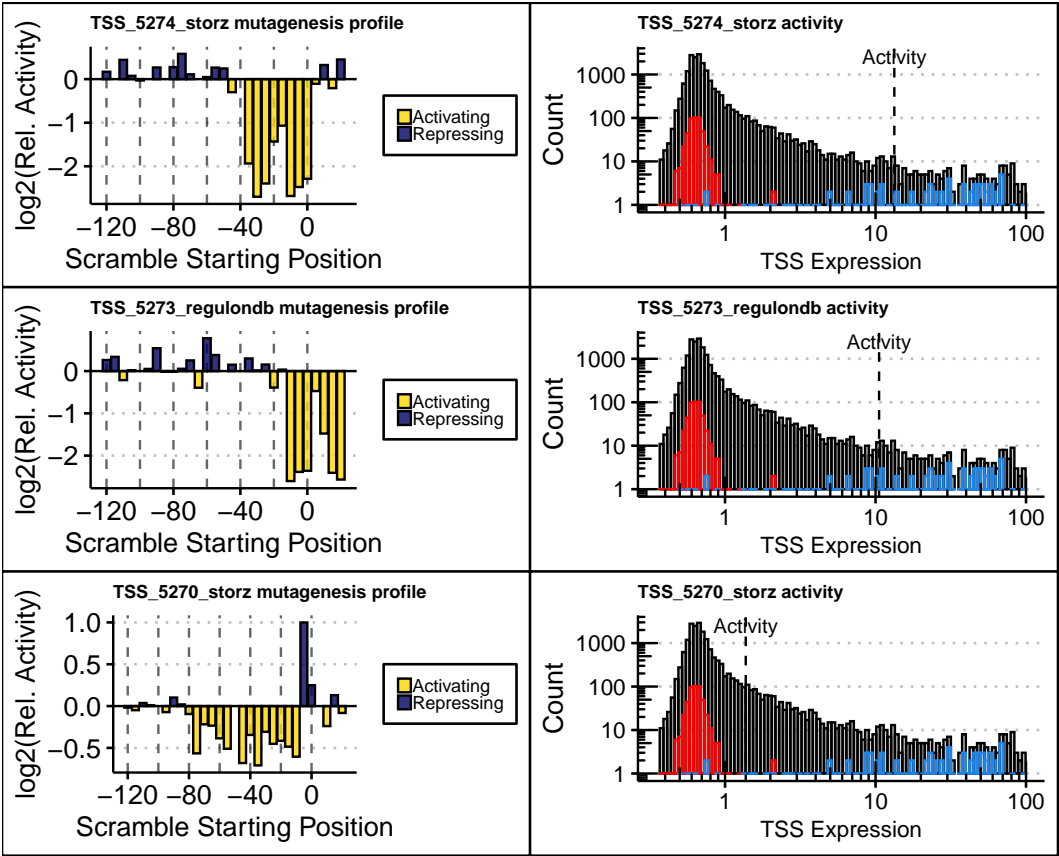 TSS_5274_storz mutagenesis profile
log2(Rel. Activity)
0
−1
−2
−120 −80 −40 0
Scramble Starting Position
Activating
Repressing
TSS_5274_storz activity
Activity
Count
1000
100
10
1
1 10 100
TSS Expression
TSS_5273_regulondb mutagenesis profile
log2(Rel. Activity)
0
−1
−2
−120 −80 −40 0
Scramble Starting Position
Activating
Repressing
TSS_5273_regulondb activity
Activity
Count
1000
100
10
1
1 10 100
TSS Expression
TSS_5270_storz mutagenesis profile
log2(Rel. Activity)
1.0
0.5
0.0
−0.5
−120 −80 −40 0
Scramble Starting Position
Activating
Repressing
TSS_5270_storz activity
Activity
Count
1000
100
10
1
1 10 100
TSS Expression